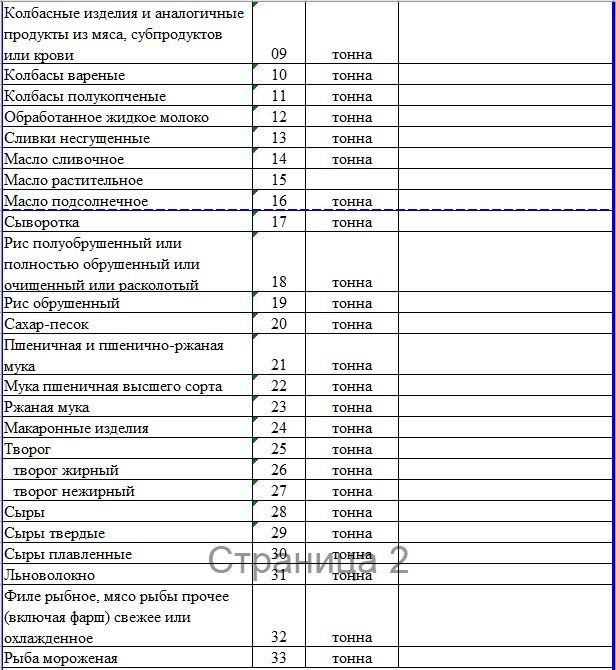 Колбасные изделия и аналогичные
продукты из мяса, субпродуктов
или крови 09 тонна
Колбасы вареные 10 тонна
Колбасы полукопченые 11 тонна
Обработанное жидкое молоко 12 тонна
Сливки несгущенные 13 тонна
Масло сливочное 14 тонна
Масло растительное 15
Масло подсолнечное 16 тонна
Сыворотка 17 тонна
Рис полуобрушенный или
полностью обрушенный или
очищенный или расколотый 18 тонна
Рис обрушенный 19 тонна
Сахар-песок 20 тонна
Пшеничная и пшенично-ржаная
мука 21 тонна
Мука пшеничная высшего сорта 22 тонна
Ржаная мука 23 тонна
Макаронные изделия 24 тонна
Творог 25 тонна
творог жирный 26 тонна
творог нежирный 27 тонна
Сыры 28 тонна
Сыры твердые 29 тонна
Сыры плавленные 30 тонна
Страница 2
Льноволокно 31 тонна
Филе рыбное, мясо рыбы прочее
(включая фарш) свежее или
охлажденное 32 тонна
Рыба мороженая 33 тонна